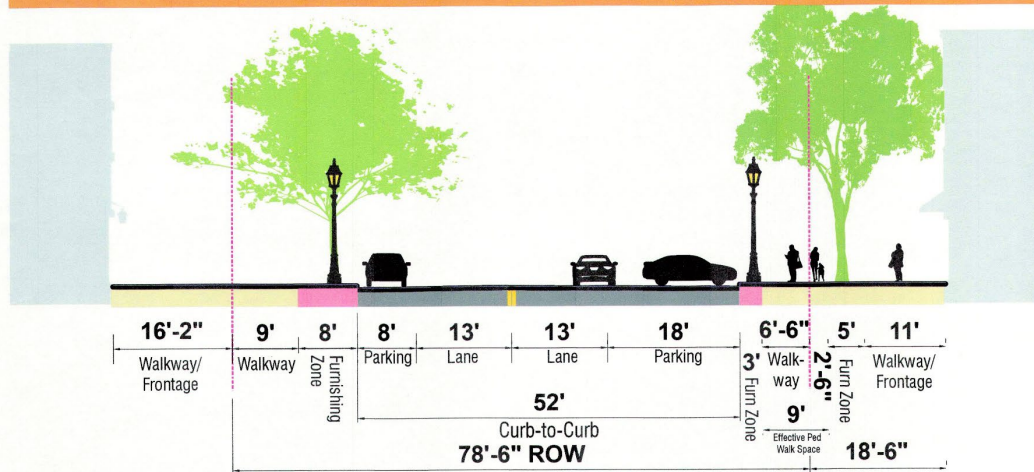 16'-2"
Walkway/
Frontage
9'
Walkway
8'
Furnishing
Zone
8'
Parking
13'
Lane
13'
Lane
18'
Parking
3'
Furn Zone
6'-6"
Walk-
way
2'-6"
5'
Furn Zone
11'
Walkway/
Frontage
52'
Curb-to-Curb
9'
Effective Ped
Walk Space
78'-6" ROW
18'-6"